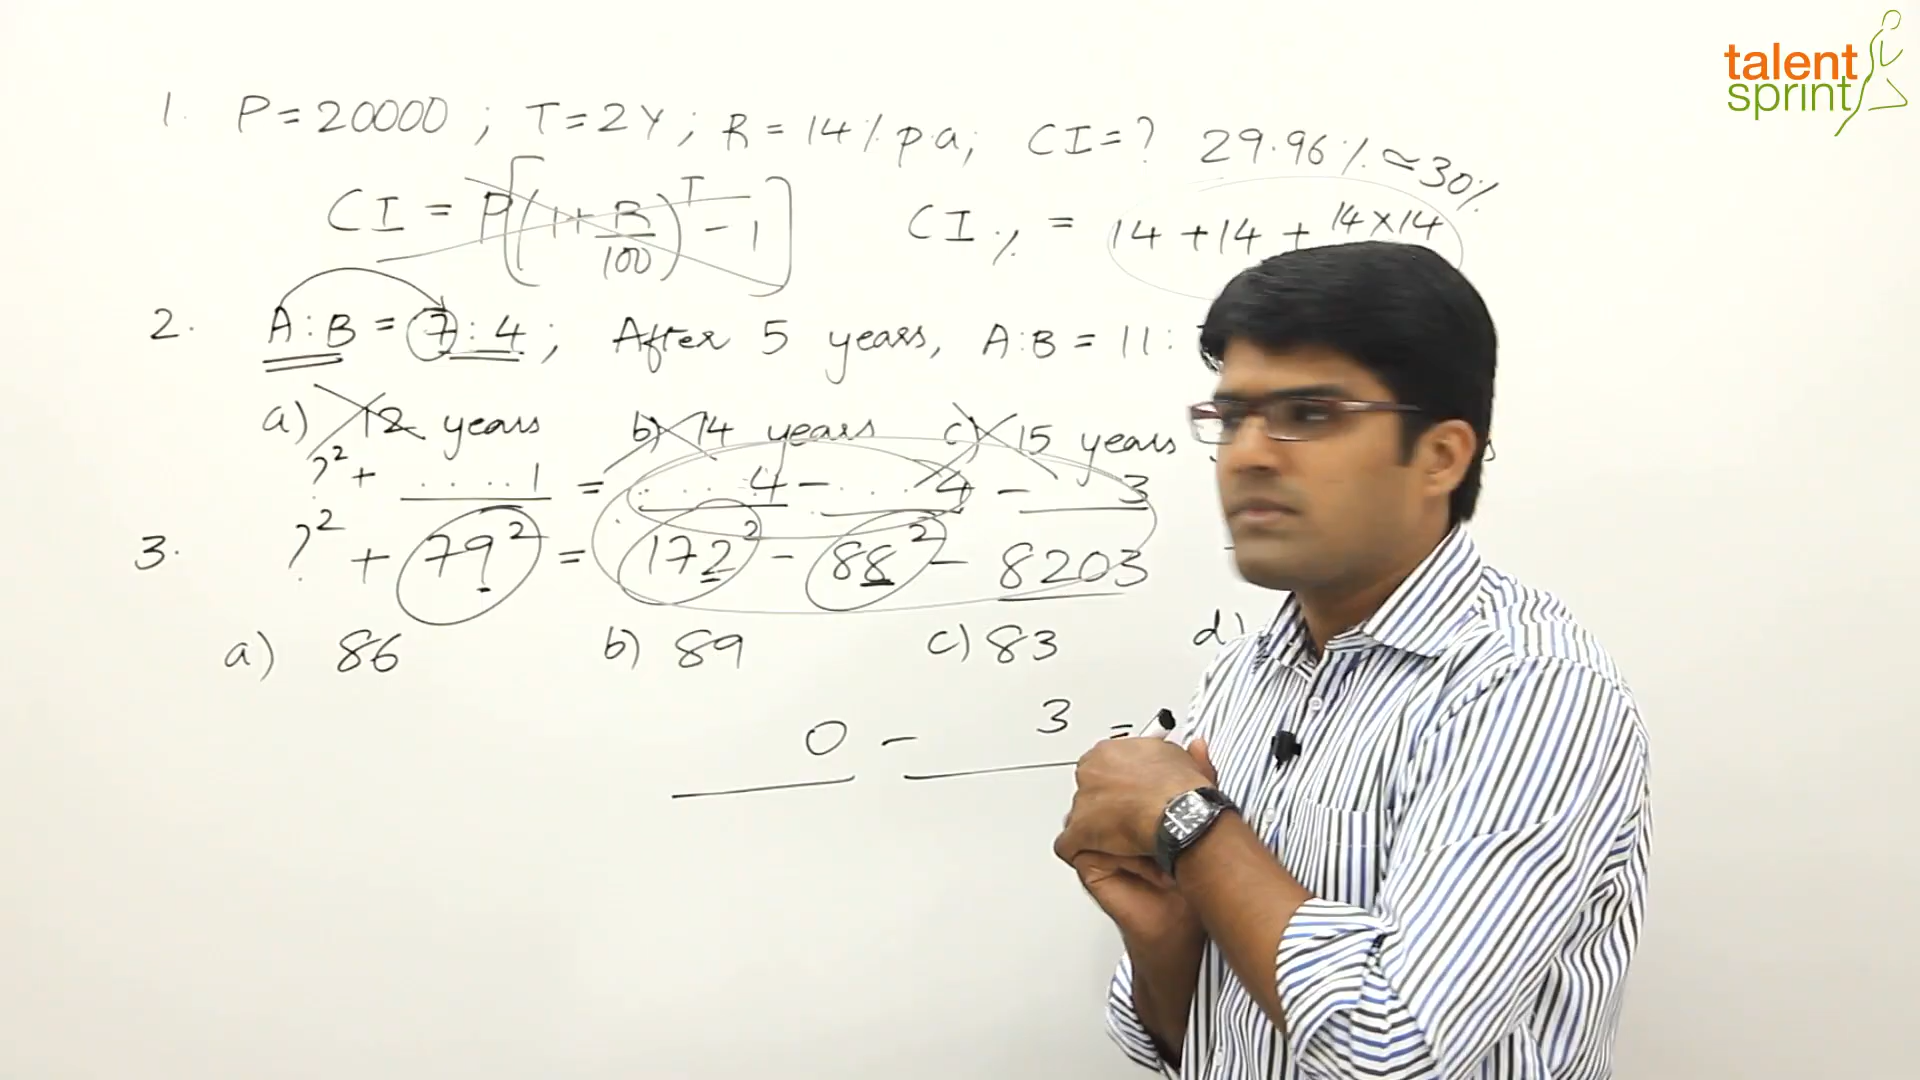 talent
sprint
1. P = 20000 ; T = 2Y ; R = 14% p.a; CI = ? 29.96% ≃ 30%
CI = P[(1 + R/100)^T - 1] CI% = 14 + 14 + 14×14
2. A : B = 7 : 4 ; After 5 years, A : B = 11 :
a) 12 years b) 14 years c) 15 years
?² + ....1 = ....4 - ...4 - 3
3. ?² + 79² = 172² - 88² - 8203
a) 86 b) 89 c) 83 d)
0 - 3 =